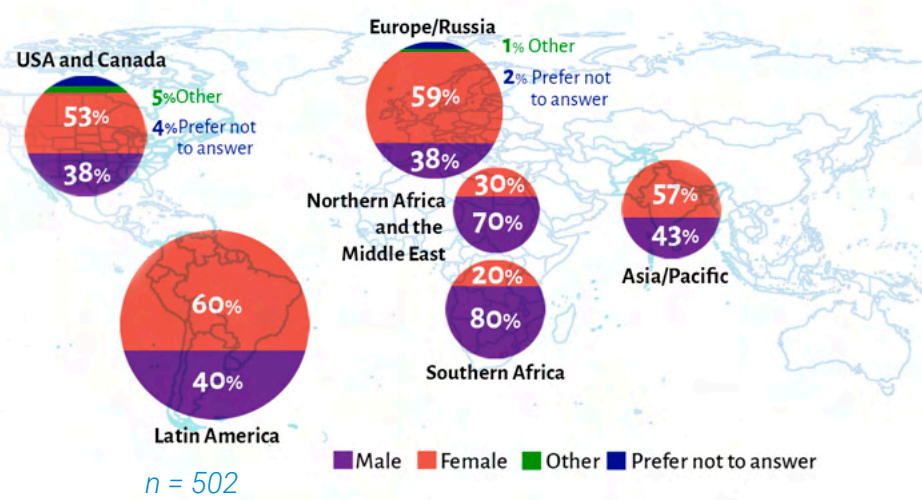 Europe/Russia
1% Other
2% Prefer not
to answer
59%
38%
USA and Canada
5%Other
4%Prefer not
to answer
53%
38%
Northern Africa
and the
Middle East
30%
70%
57%
43%
Asia/Pacific
20%
80%
Southern Africa
60%
40%
Latin America
Male Female Other Prefer not to answer
n = 502